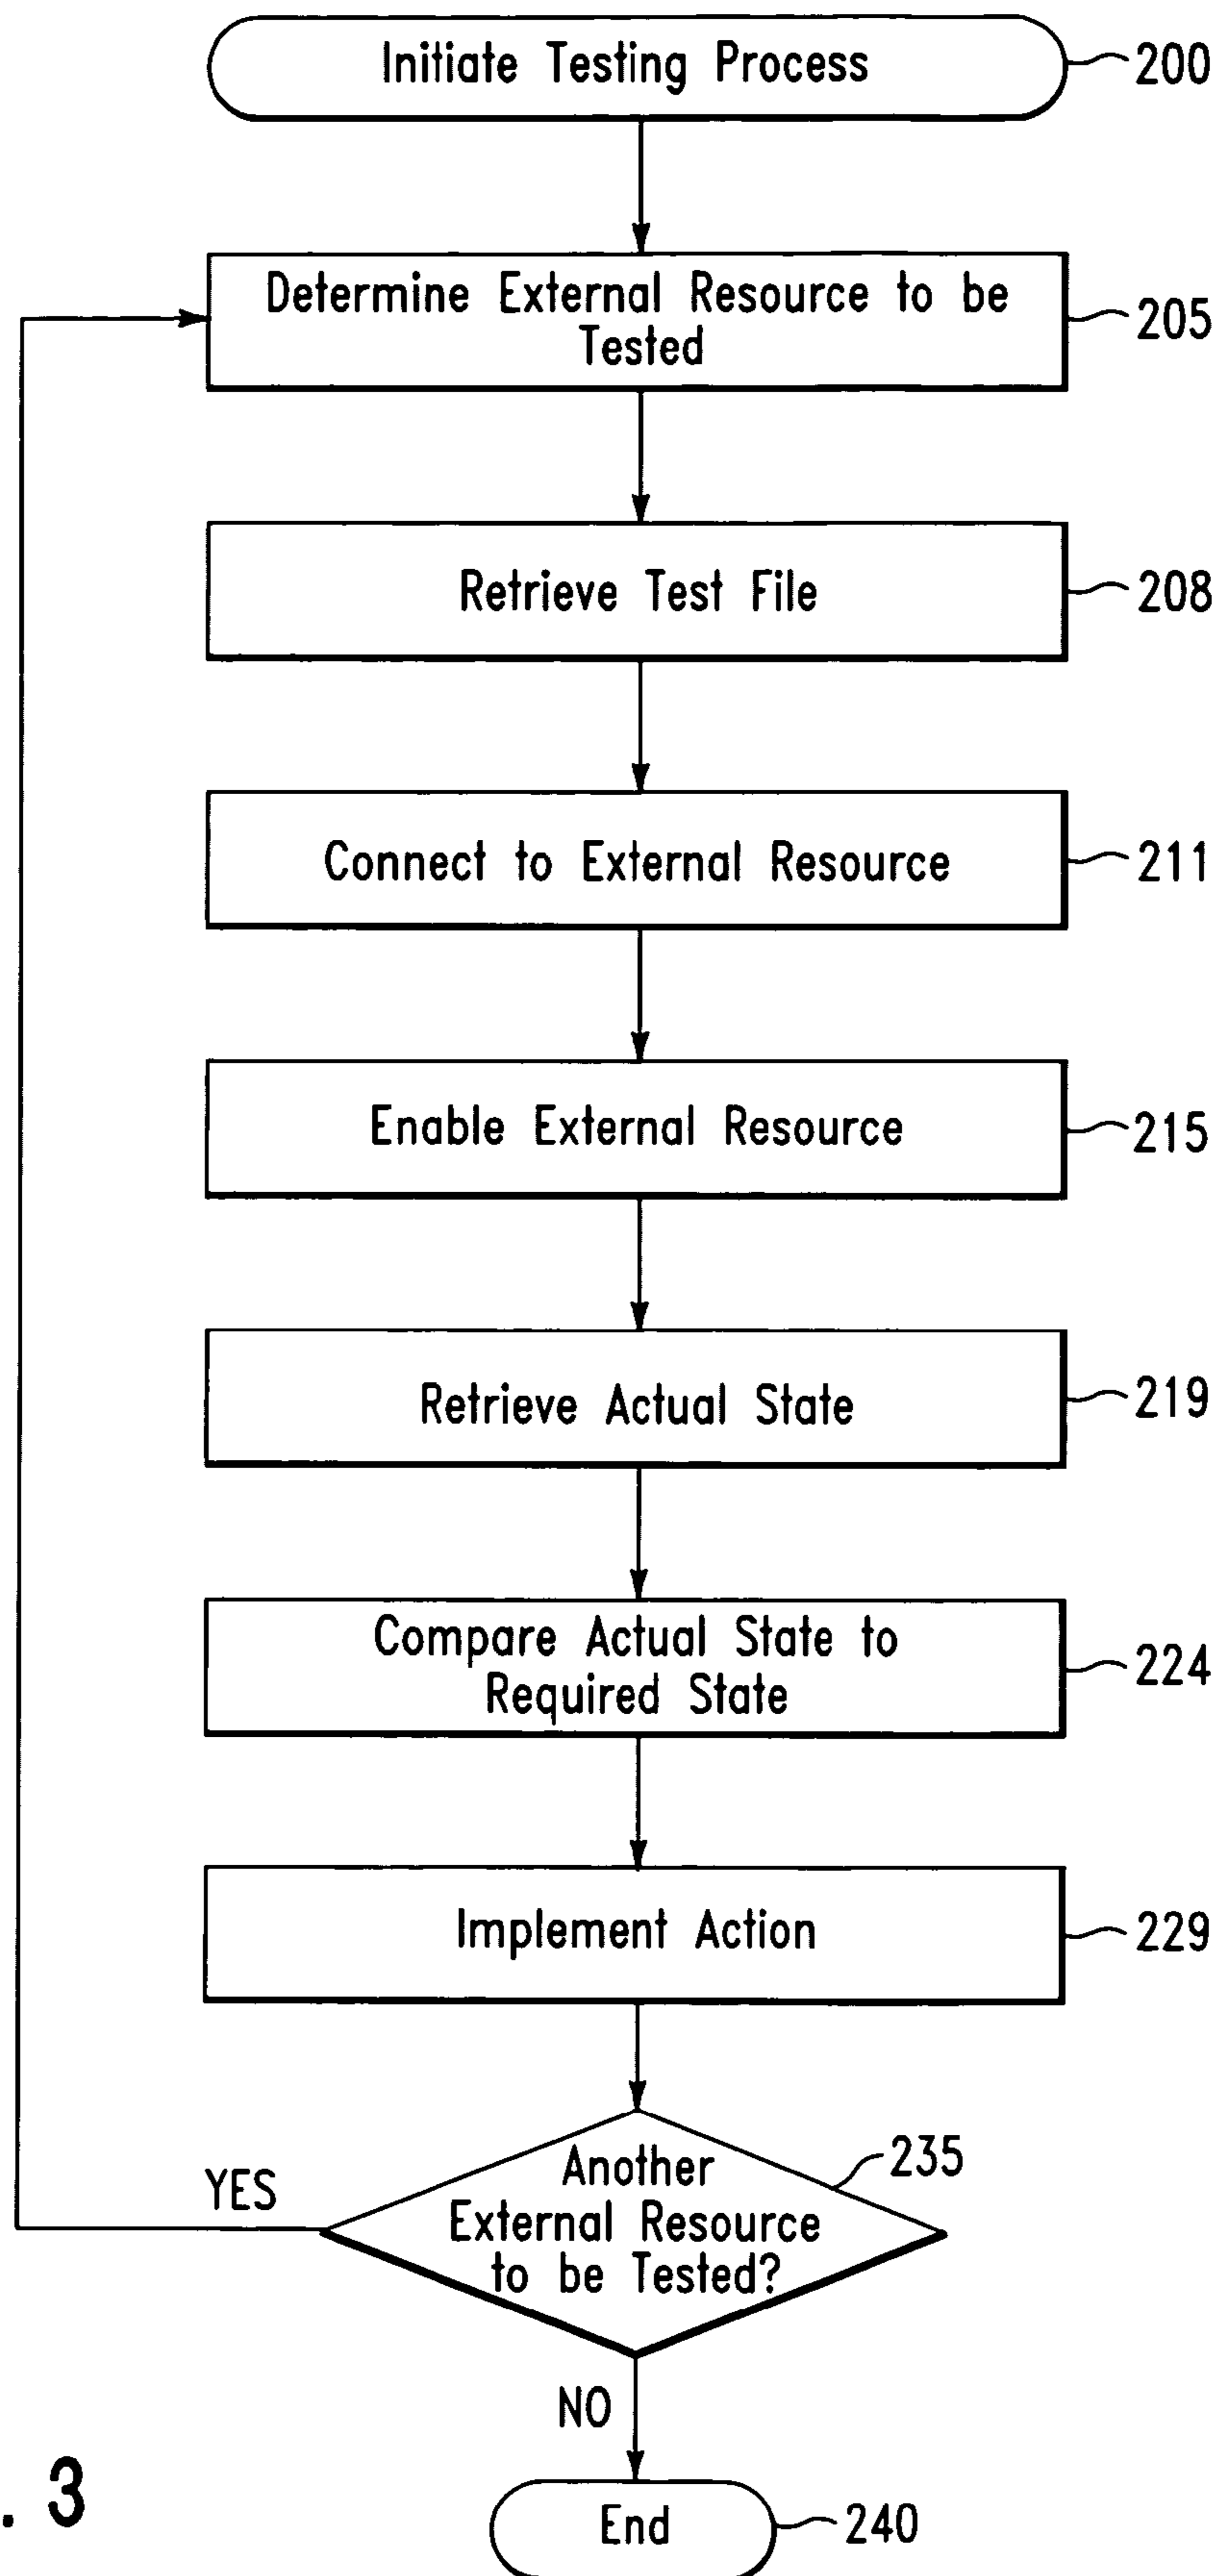 Initiate Testing Process
200
Determine External Resource to be
Tested
205
Retrieve Test File
208
Connect to External Resource
211
Enable External Resource
215
Retrieve Actual State
219
Compare Actual State to
Required State
224
Implement Action
229
Another
External Resource
to be Tested?
235
YES
NO
End
240
. 3